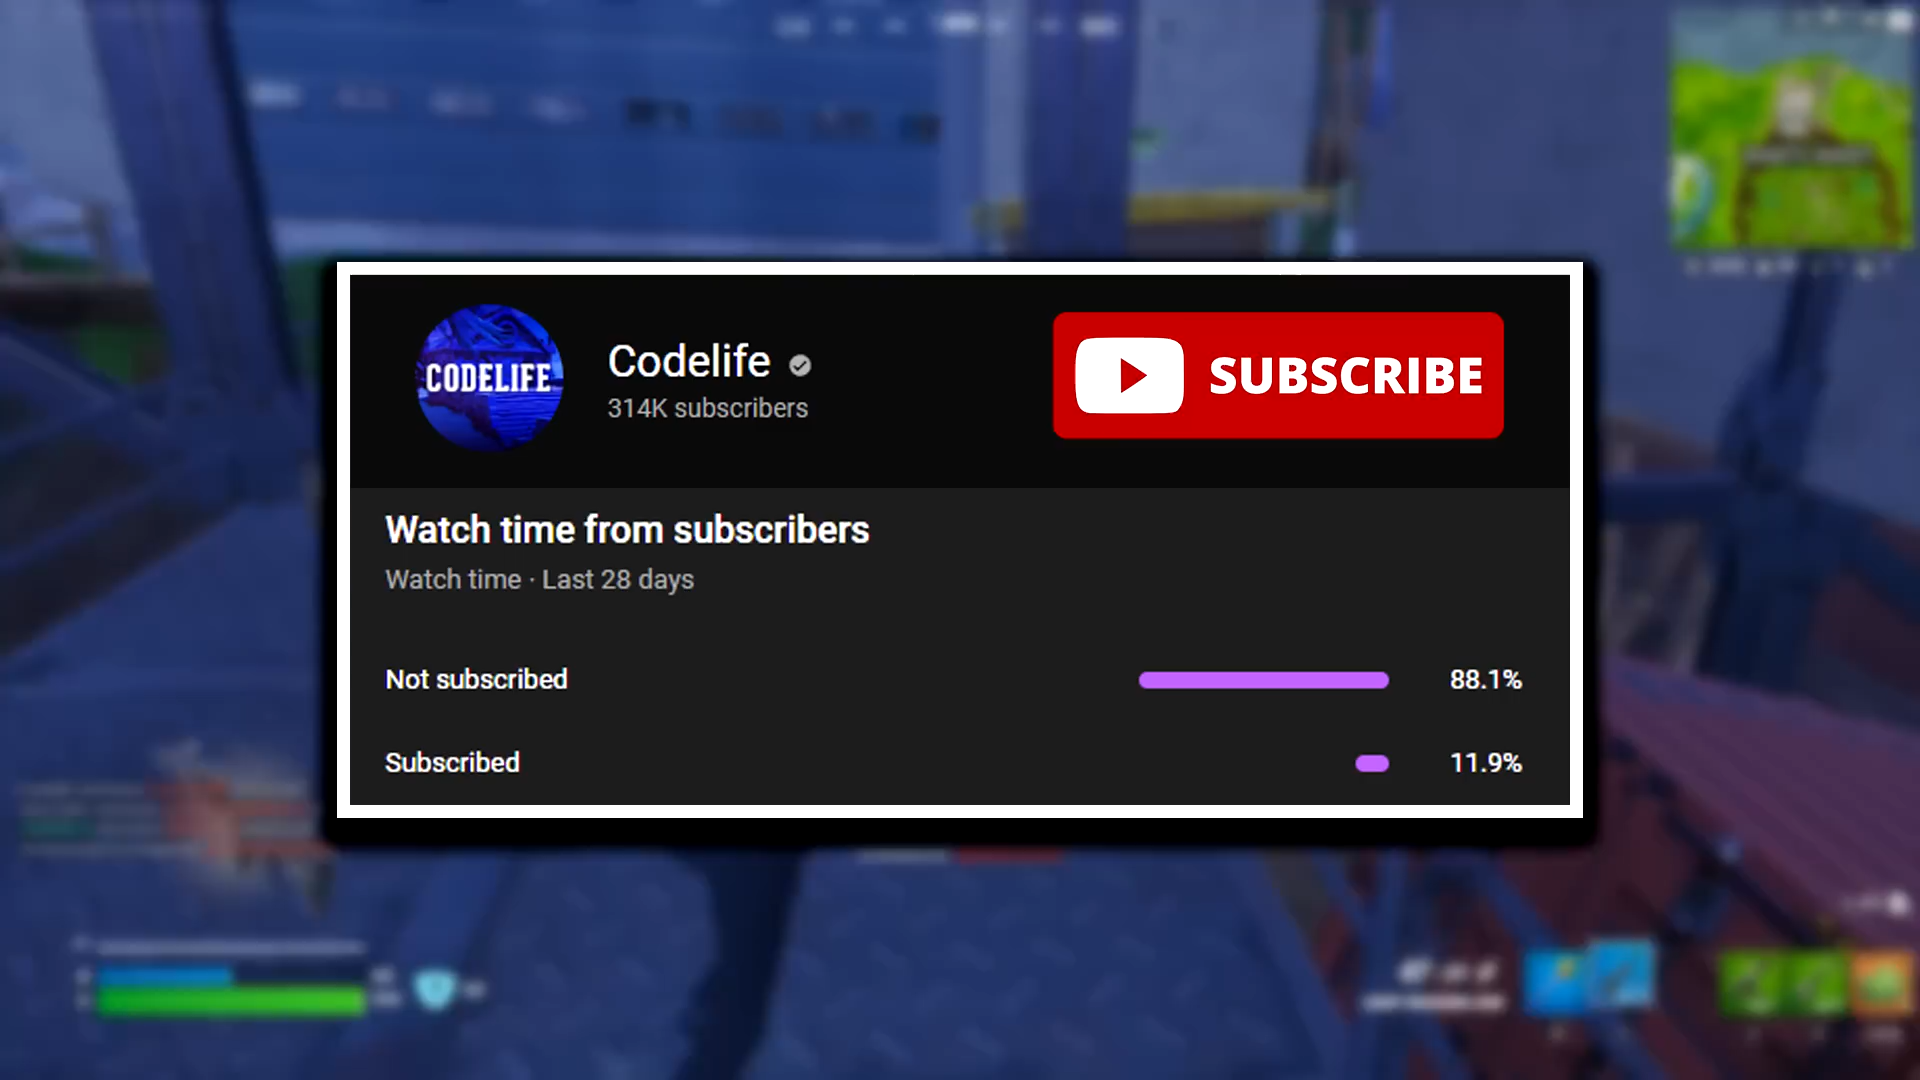 CODELIFE
Codelife
314K subscribers
SUBSCRIBE
Watch time from subscribers
Watch time · Last 28 days
Not subscribed 88.1%
Subscribed 11.9%